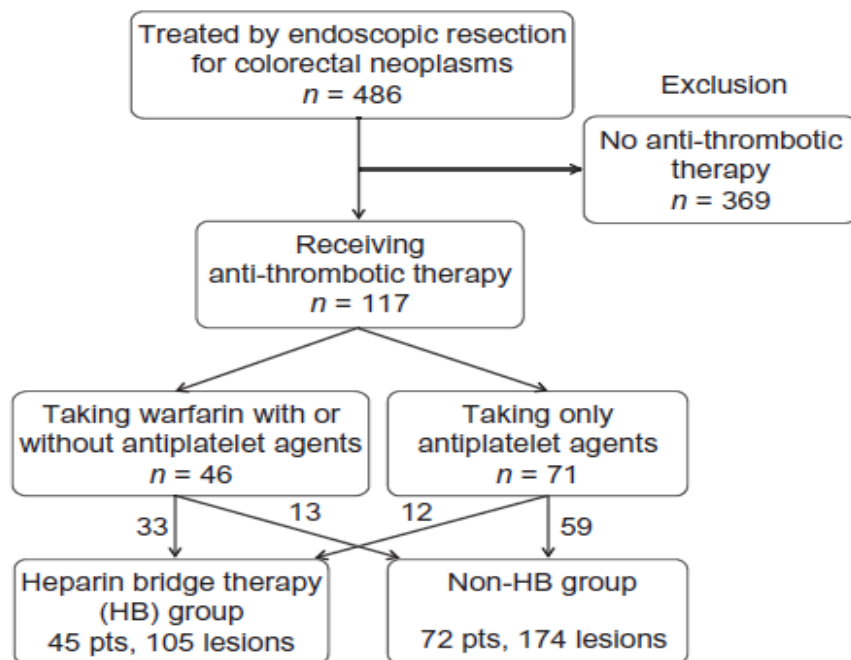 Treated by endoscopic resection
for colorectal neoplasms
n = 486
Exclusion
No anti-thrombotic
therapy
n = 369
Receiving
anti-thrombotic therapy
n = 117
Taking warfarin with or
without antiplatelet agents
n = 46
Taking only
antiplatelet agents
n = 71
33
13
12
59
Heparin bridge therapy
(HB) group
45 pts, 105 lesions
Non-HB group
72 pts, 174 lesions